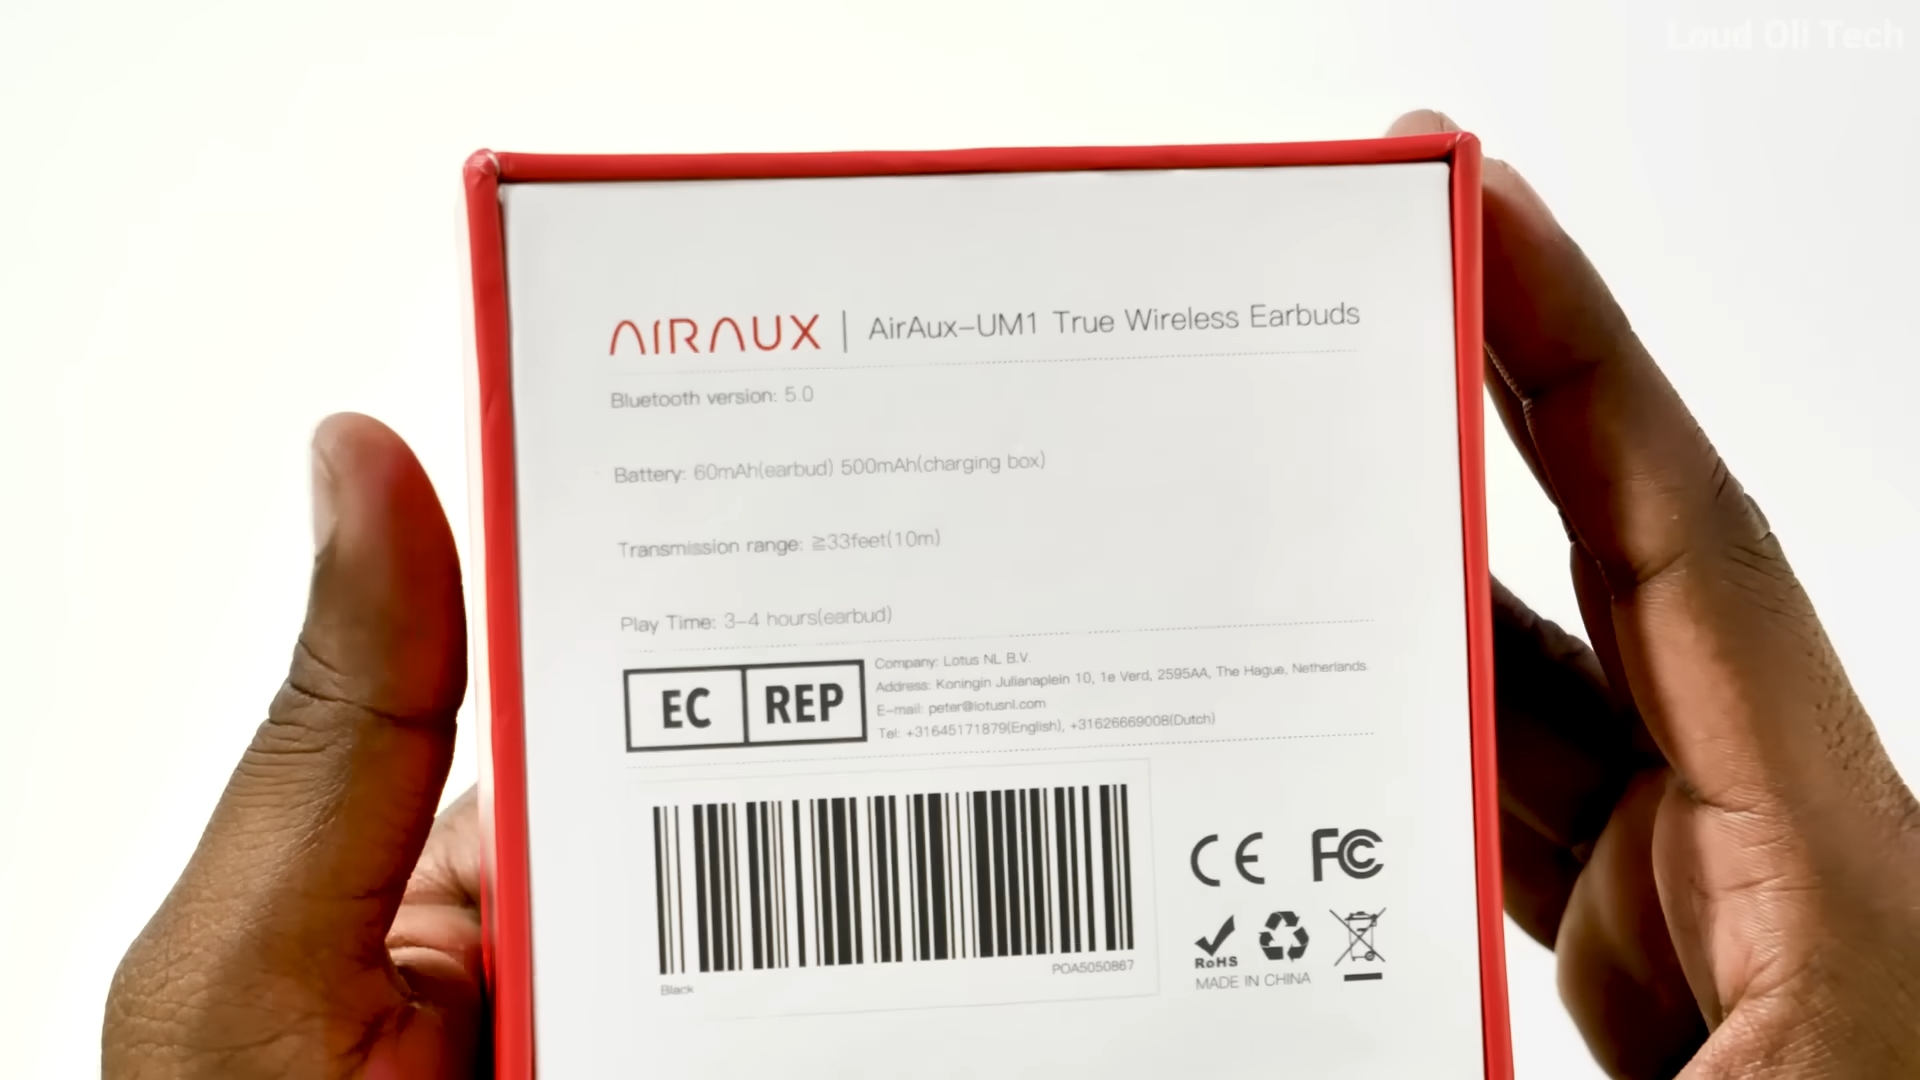 Loud Oli Tech
AIRAUX | AirAux-UM1 True Wireless Earbuds
Bluetooth version: 5.0
Battery: 60mAh(earbud) 500mAh(charging box)
Transmission range: ≧33feet(10m)
Play Time: 3-4 hours(earbud)
EC REP
Company: Lotus NL B.V.
Address: Koningin Julianaplein 10, 1e Verd, 2595AA, The Hague, Netherlands.
E-mail: peter@lotusnl.com
Tel: +31645171879(English), +31626669008(Dutch)
Black
POA5050867
CE FC
RoHS
MADE IN CHINA